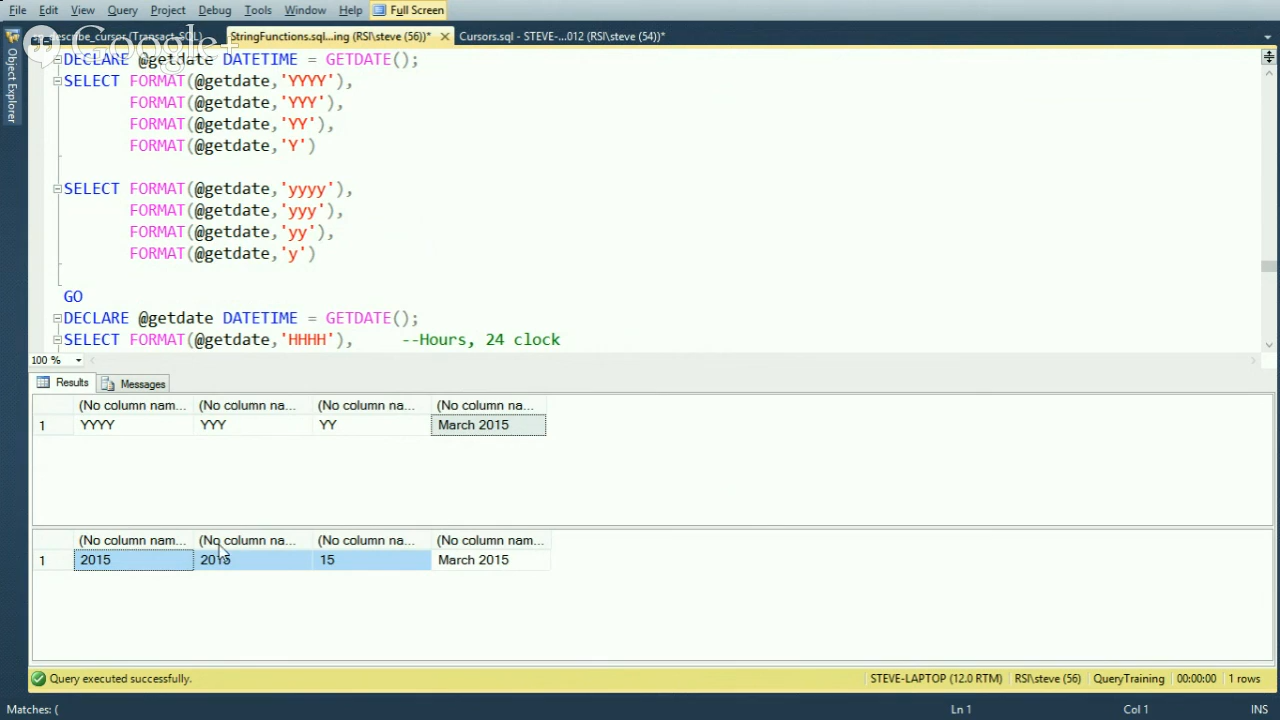 File Edit View Query Project Debug Tools Window Help Full Screen
sp_describe_cursor (Transact-SQL) StringFunctions.sql...ing (RSI\steve (56))* Cursors.sql - STEVE-...012 (RSI\steve (54))*
Google+
Object Explorer
DECLARE @getdate DATETIME = GETDATE();
SELECT FORMAT(@getdate,'YYYY'),
FORMAT(@getdate,'YYY'),
FORMAT(@getdate,'YY'),
FORMAT(@getdate,'Y')
SELECT FORMAT(@getdate,'yyyy'),
FORMAT(@getdate,'yyy'),
FORMAT(@getdate,'yy'),
FORMAT(@getdate,'y')
GO
DECLARE @getdate DATETIME = GETDATE();
SELECT FORMAT(@getdate,'HHHH'), --Hours, 24 clock
100 %
Results Messages
(No column nam... (No column na... (No column na... (No column na...
1 YYYY YYY YY March 2015
(No column nam... (No column na... (No column na... (No column nam...
1 2015 2015 15 March 2015
Query executed successfully. STEVE-LAPTOP (12.0 RTM) RSI\steve (56) QueryTraining 00:00:00 1 rows
Matches: ( Ln 1 Col 1 INS